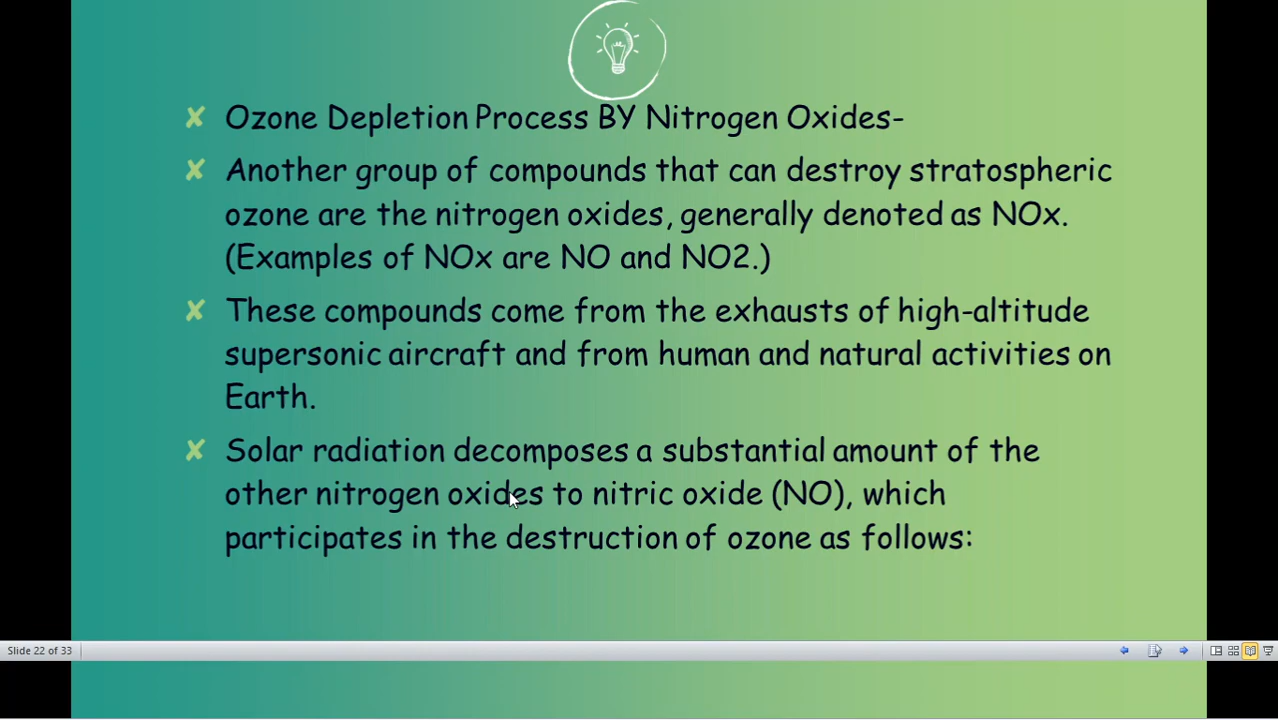 ✘ Ozone Depletion Process BY Nitrogen Oxides-
✘ Another group of compounds that can destroy stratospheric
ozone are the nitrogen oxides, generally denoted as NOx.
(Examples of NOx are NO and NO2.)
✘ These compounds come from the exhausts of high-altitude
supersonic aircraft and from human and natural activities on
Earth.
✘ Solar radiation decomposes a substantial amount of the
other nitrogen oxides to nitric oxide (NO), which
participates in the destruction of ozone as follows:
Slide 22 of 33